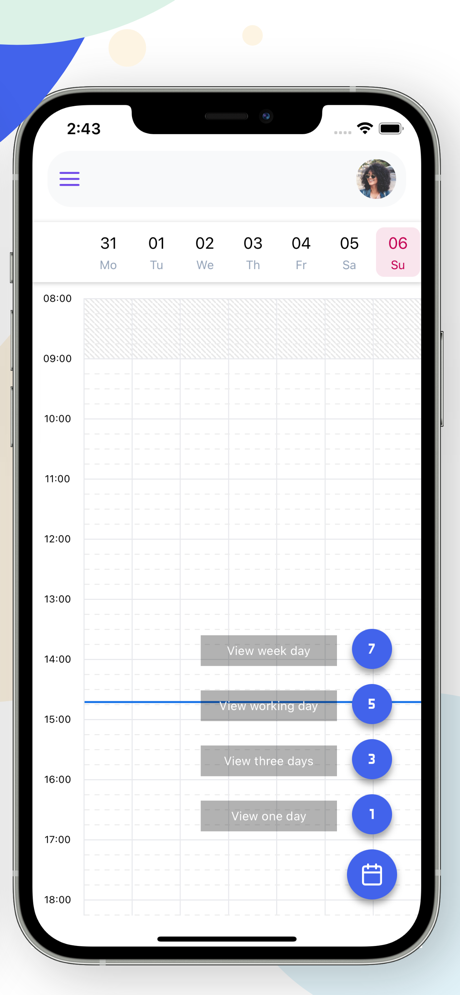 2:43
31 01 02 03 04 05 06
Mo Tu We Th Fr Sa Su
08:00
09:00
10:00
11:00
12:00
13:00
View week day 7
14:00
View working day 5
15:00
View three days 3
16:00
View one day 1
17:00
18:00